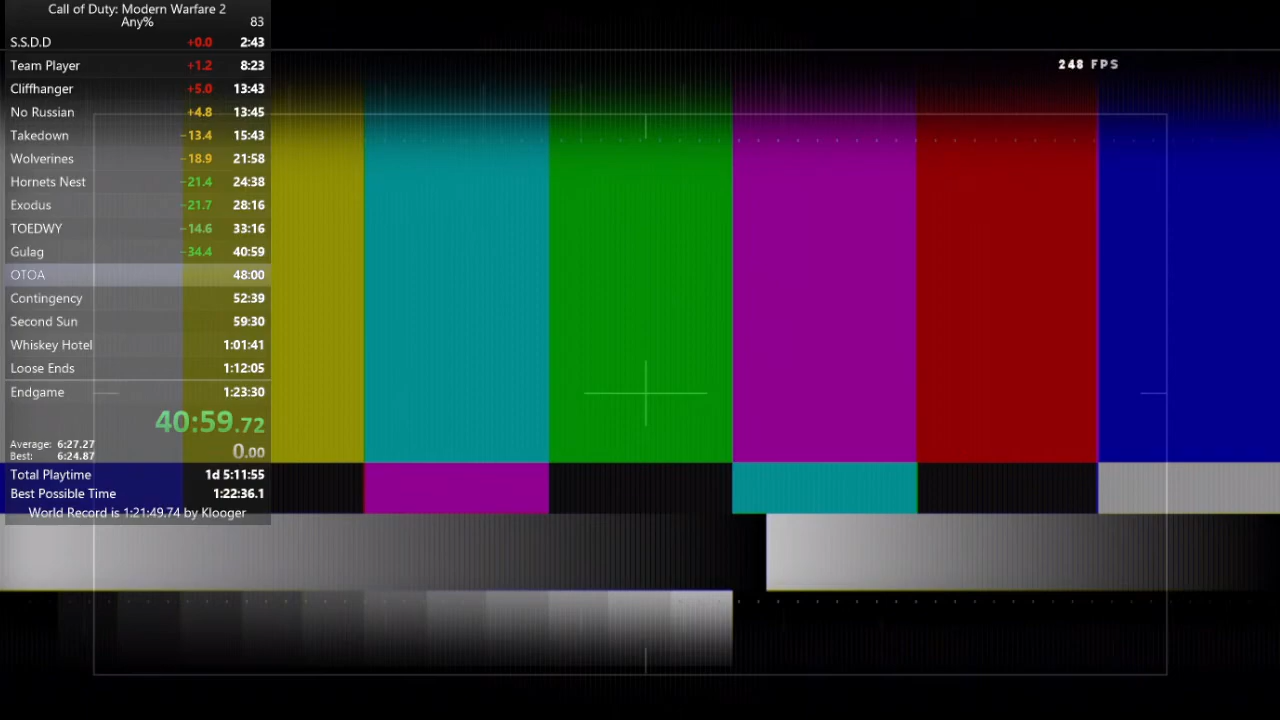 Call of Duty: Modern Warfare 2
Any% 83
S.S.D.D +0.0 2:43
248 FPS
Team Player +1.2 8:23
Cliffhanger +5.0 13:43
No Russian +4.8 13:45
Takedown −13.4 15:43
Wolverines −18.9 21:58
Hornets Nest −21.4 24:38
Exodus −21.7 28:16
TOEDWY −14.6 33:16
Gulag −34.4 40:59
OTOA 48:00
Contingency 52:39
Second Sun 59:30
Whiskey Hotel 1:01:41
Loose Ends 1:12:05
Endgame 1:23:30
40:59.72
Average: 6:27.27
Best: 6:24.87 0.00
Total Playtime 1d 5:11:55
Best Possible Time 1:22:36.1
World Record is 1:21:49.74 by Klooger